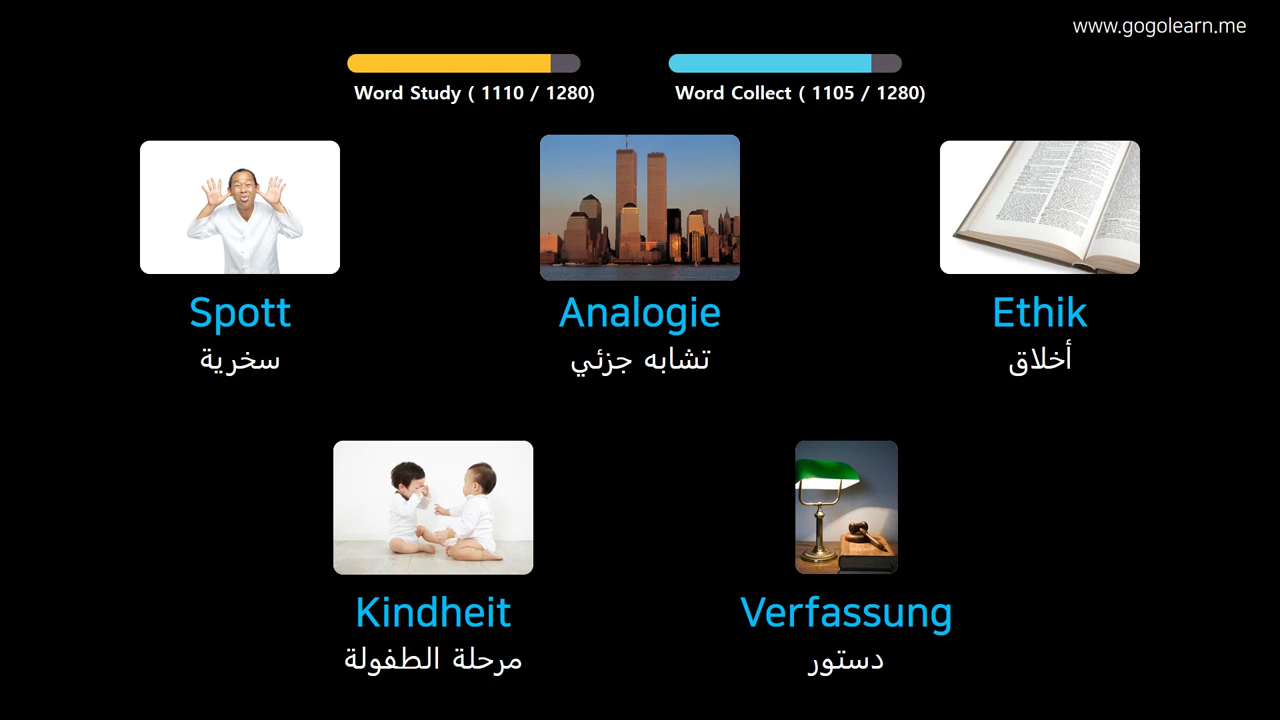 www.gogolearn.me
Word Study ( 1110 / 1280)
Word Collect ( 1105 / 1280)
Spott
سخرية
Analogie
تشابه جزئي
Ethik
أخلاق
Kindheit
مرحلة الطفولة
Verfassung
دستور